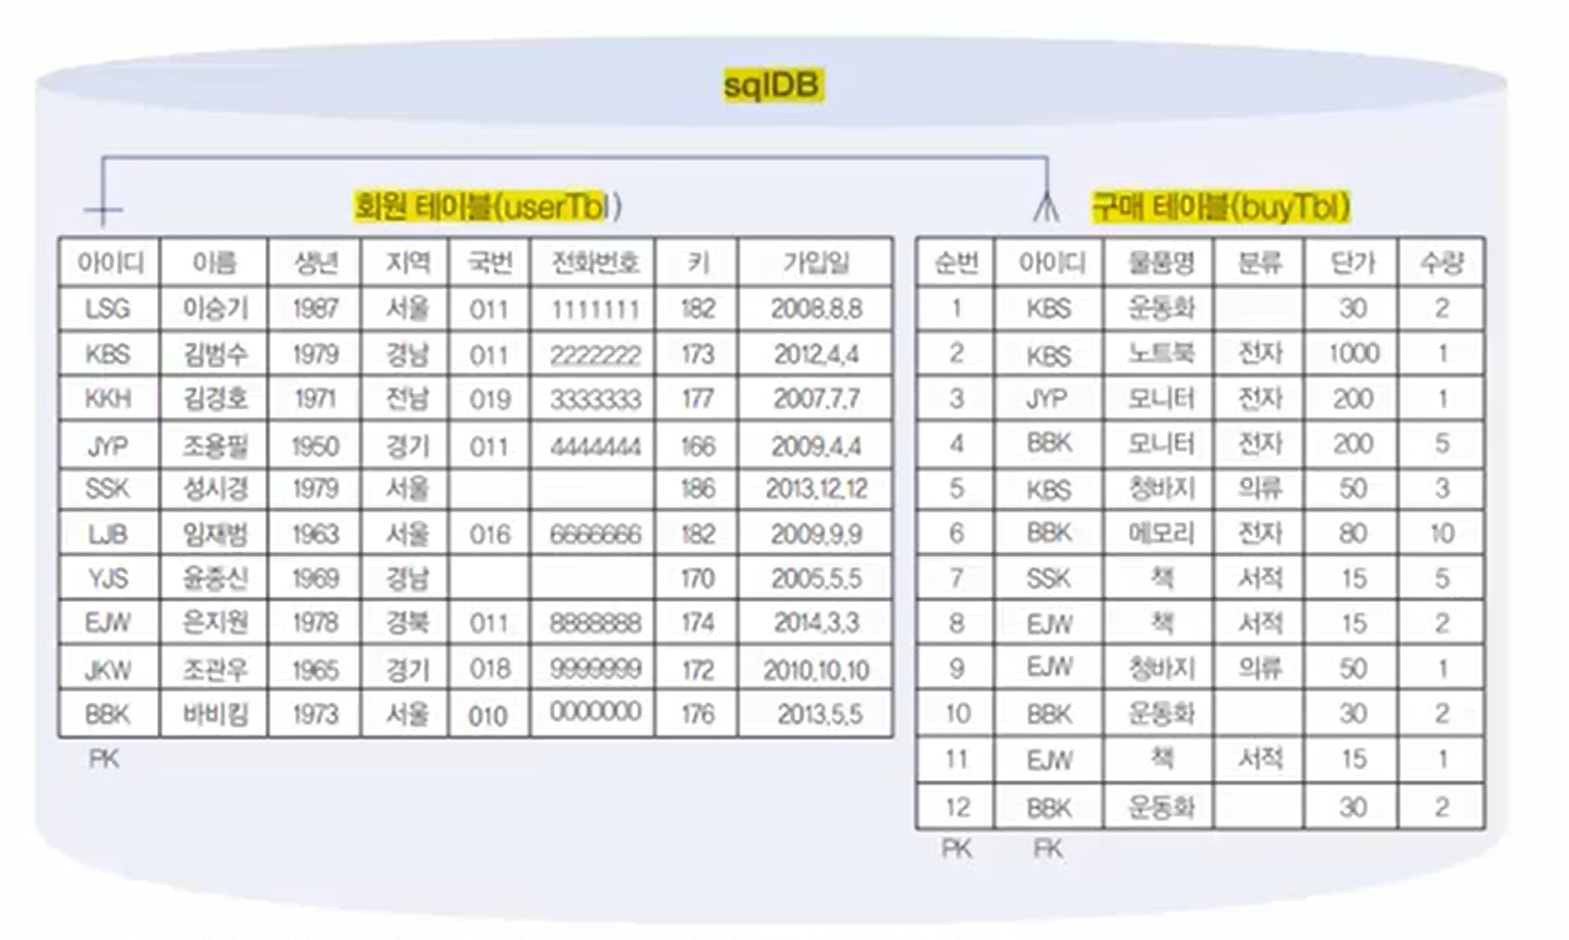 sqlDB
회원 테이블(userTbl)
아이디 이름 생년 지역 국번 전화번호 키 가입일
LSG 이승기 1987 서울 011 1111111 182 2008.8.8
KBS 김범수 1979 경남 011 2222222 173 2012.4.4
KKH 김경호 1971 전남 019 3333333 177 2007.7.7
JYP 조용필 1950 경기 011 4444444 166 2009.4.4
SSK 성시경 1979 서울 186 2013.12.12
LJB 임재범 1963 서울 016 6666666 182 2009.9.9
YJS 윤종신 1969 경남 170 2005.5.5
EJW 은지원 1978 경북 011 8888888 174 2014.3.3
JKW 조관우 1965 경기 018 9999999 172 2010.10.10
BBK 바비킴 1973 서울 010 0000000 176 2013.5.5
PK
구매 테이블(buyTbl)
순번 아이디 물품명 분류 단가 수량
1 KBS 운동화 30 2
2 KBS 노트북 전자 1000 1
3 JYP 모니터 전자 200 1
4 BBK 모니터 전자 200 5
5 KBS 청바지 의류 50 3
6 BBK 메모리 전자 80 10
7 SSK 책 서적 15 5
8 EJW 책 서적 15 2
9 EJW 청바지 의류 50 1
10 BBK 운동화 30 2
11 EJW 책 서적 15 1
12 BBK 운동화 30 2
PK FK